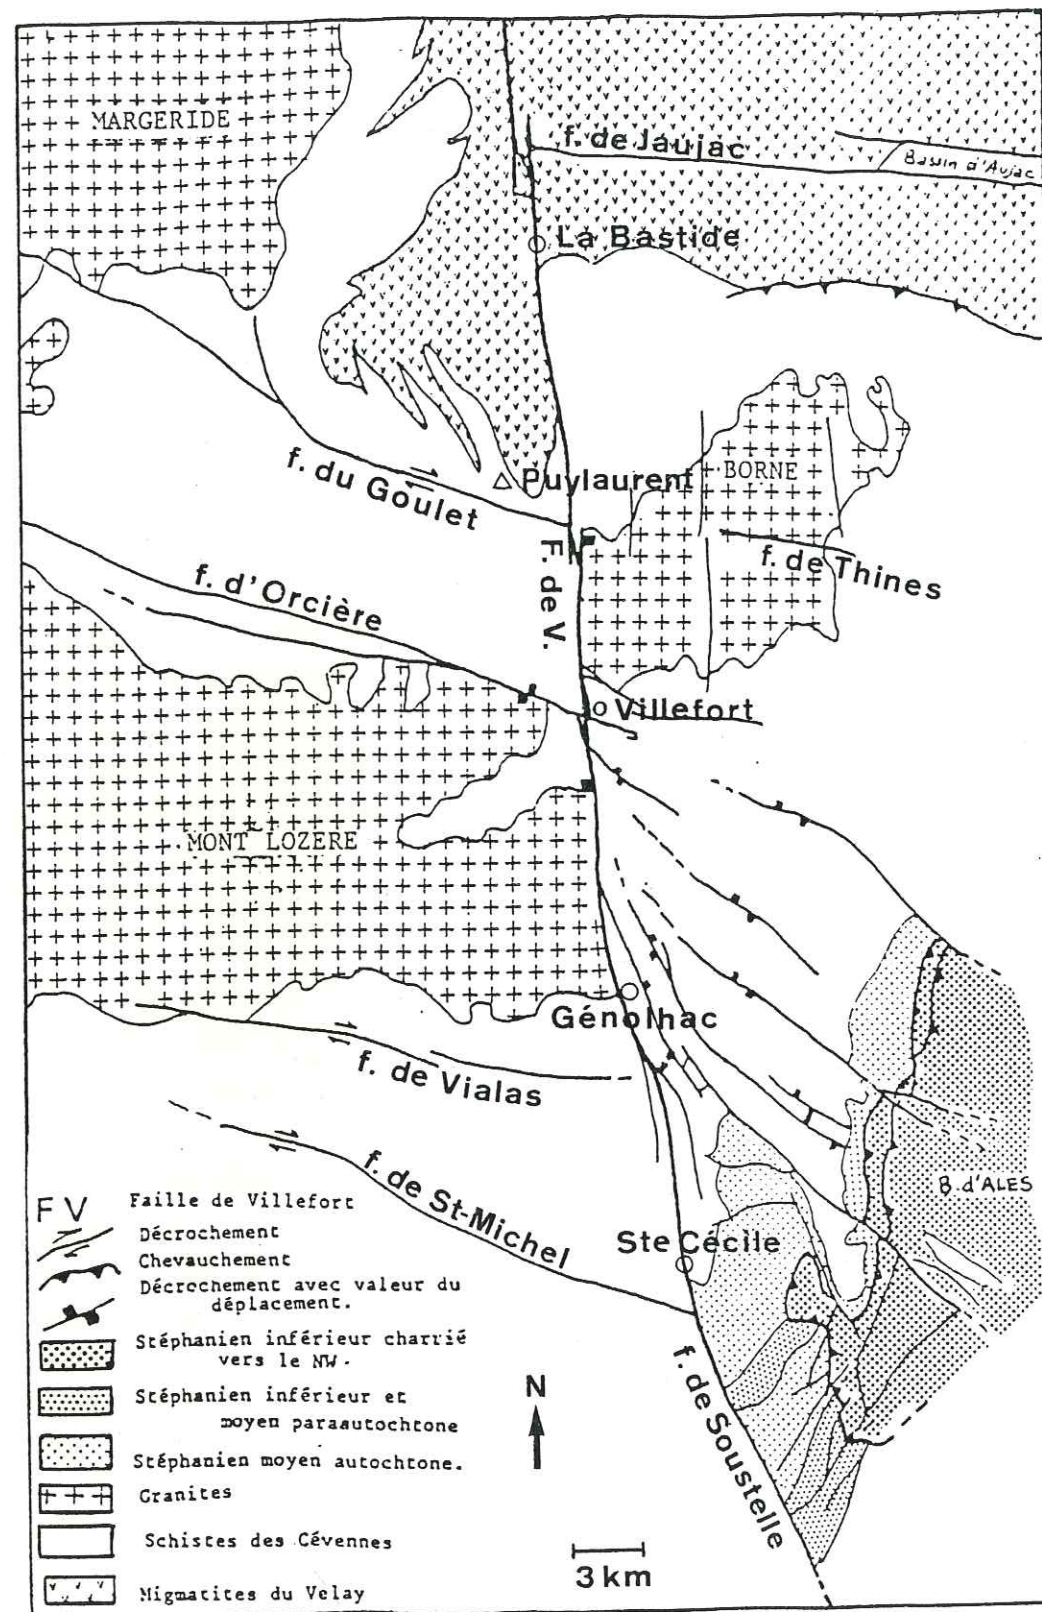 MARGERIDE
f. de Jaujac
Bassin d'Aujac
La Bastide
f. du Goulet
Puylaurent
BORNE
F. de V.
f. de Thines
f. d'Orcière
Villefort
MONT LOZERE
Génolhac
f. de Vialas
f. de St-Michel
B. d'ALES
Ste Cécile
f. de Soustelle
F V Faille de Villefort
Décrochement
Chevauchement
Décrochement avec valeur du
déplacement.
Stéphanien inférieur charrié
vers le NW.
Stéphanien inférieur et
moyen paraautochtone
Stéphanien moyen autochtone.
Granites
Schistes des Cévennes
Migmatites du Velay
N
3 km